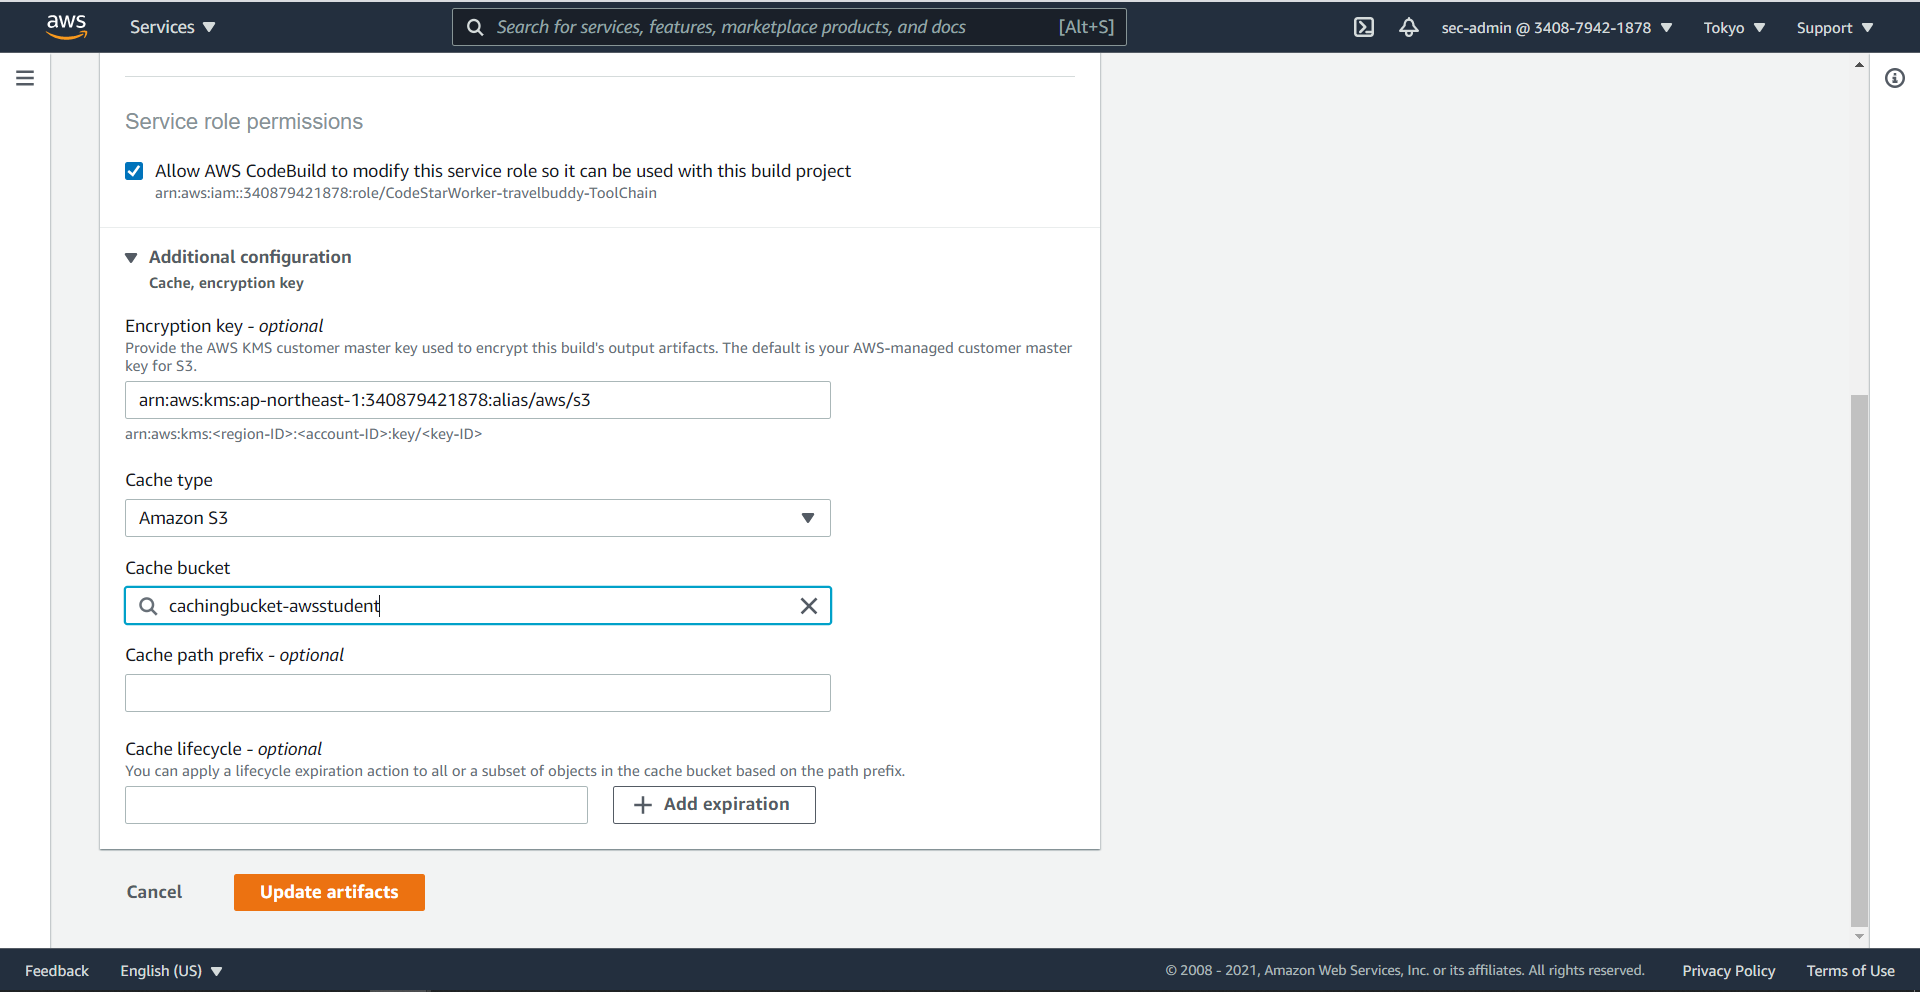 aws
Services
Search for services, features, marketplace products, and docs
[Alt+S]
sec-admin @ 3408-7942-1878
Tokyo
Support
Service role permissions
Allow AWS CodeBuild to modify this service role so it can be used with this build project
arn:aws:iam::340879421878:role/CodeStarWorker-travelbuddy-ToolChain
Additional configuration
Cache, encryption key
Encryption key - optional
Provide the AWS KMS customer master key used to encrypt this build's output artifacts. The default is your AWS-managed customer master
key for S3.
arn:aws:kms:ap-northeast-1:340879421878:alias/aws/s3
arn:aws:kms:<region-ID>:<account-ID>:key/<key-ID>
Cache type
Amazon S3
Cache bucket
cachingbucket-awsstudent
Cache path prefix - optional
Cache lifecycle - optional
You can apply a lifecycle expiration action to all or a subset of objects in the cache bucket based on the path prefix.
Add expiration
Cancel
Update artifacts
Feedback
English (US)
© 2008 - 2021, Amazon Web Services, Inc. or its affiliates. All rights reserved.
Privacy Policy
Terms of Use